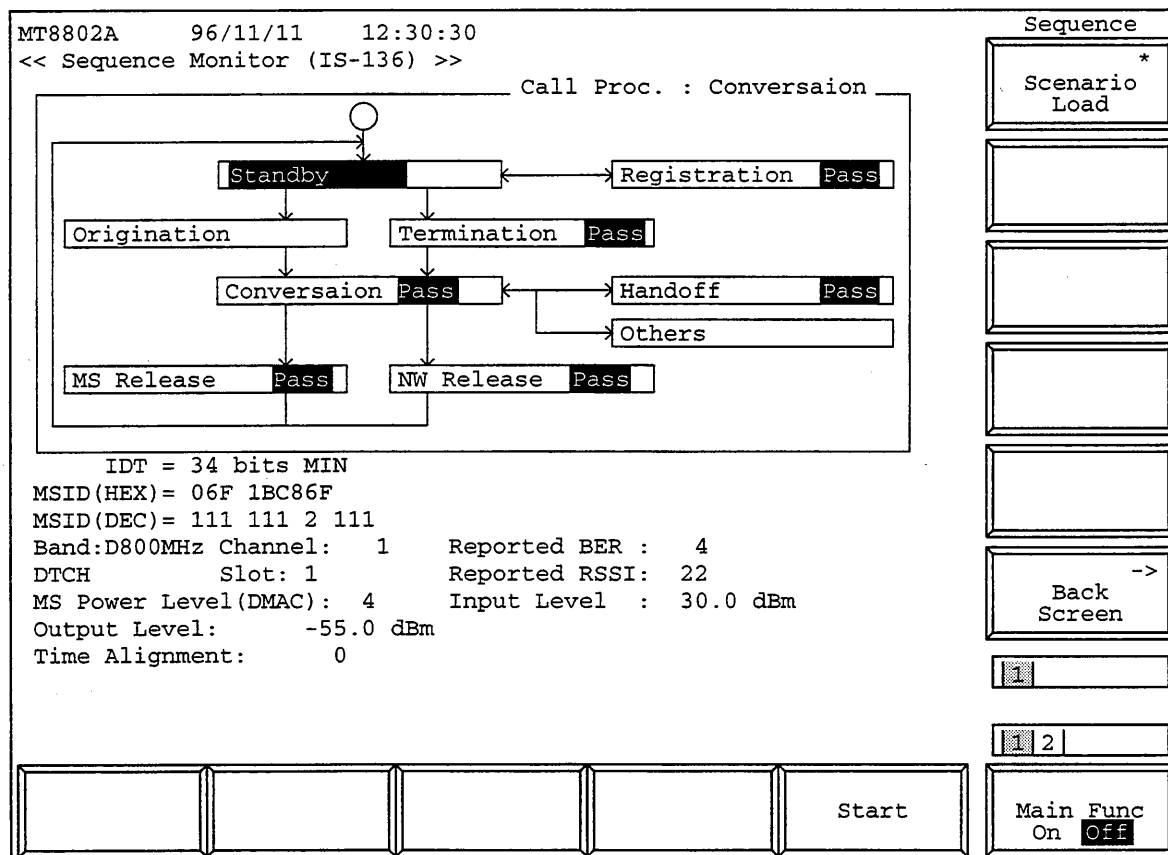 MT8802A 96/11/11 12:30:30
<< Sequence Monitor (IS-136) >>
Call Proc. : Conversaion
Standby
Registration Pass
Origination
Termination Pass
Conversaion Pass
Handoff Pass
Others
MS Release Pass
NW Release Pass
IDT = 34 bits MIN
MSID(HEX)= 06F 1BC86F
MSID(DEC)= 111 111 2 111
Band:D800MHz Channel: 1 Reported BER : 4
DTCH Slot: 1 Reported RSSI: 22
MS Power Level(DMAC): 4 Input Level : 30.0 dBm
Output Level: -55.0 dBm
Time Alignment: 0
Sequence
*
Scenario
Load
->
Back
Screen
1
1 2
Start
Main Func
On Off